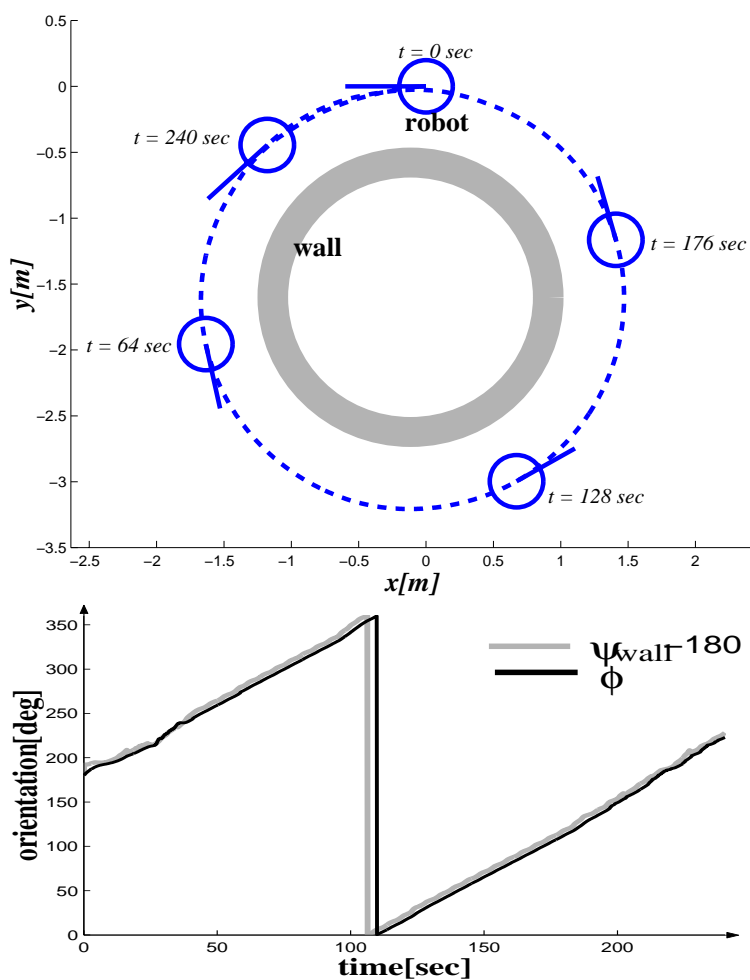 0.5
t = 0 sec
0
robot
t = 240 sec
−0.5
−1
wall
t = 176 sec
y[m]
−1.5
−2
t = 64 sec
−2.5
−3
t = 128 sec
−3.5
−2.5 −2 −1.5 −1 −0.5 0 0.5 1 1.5 2
x[m]
350
ψwall−180
300
ϕ
250
200
orientation[deg]
150
100
50
0
0 50 100 150 200
time[sec]